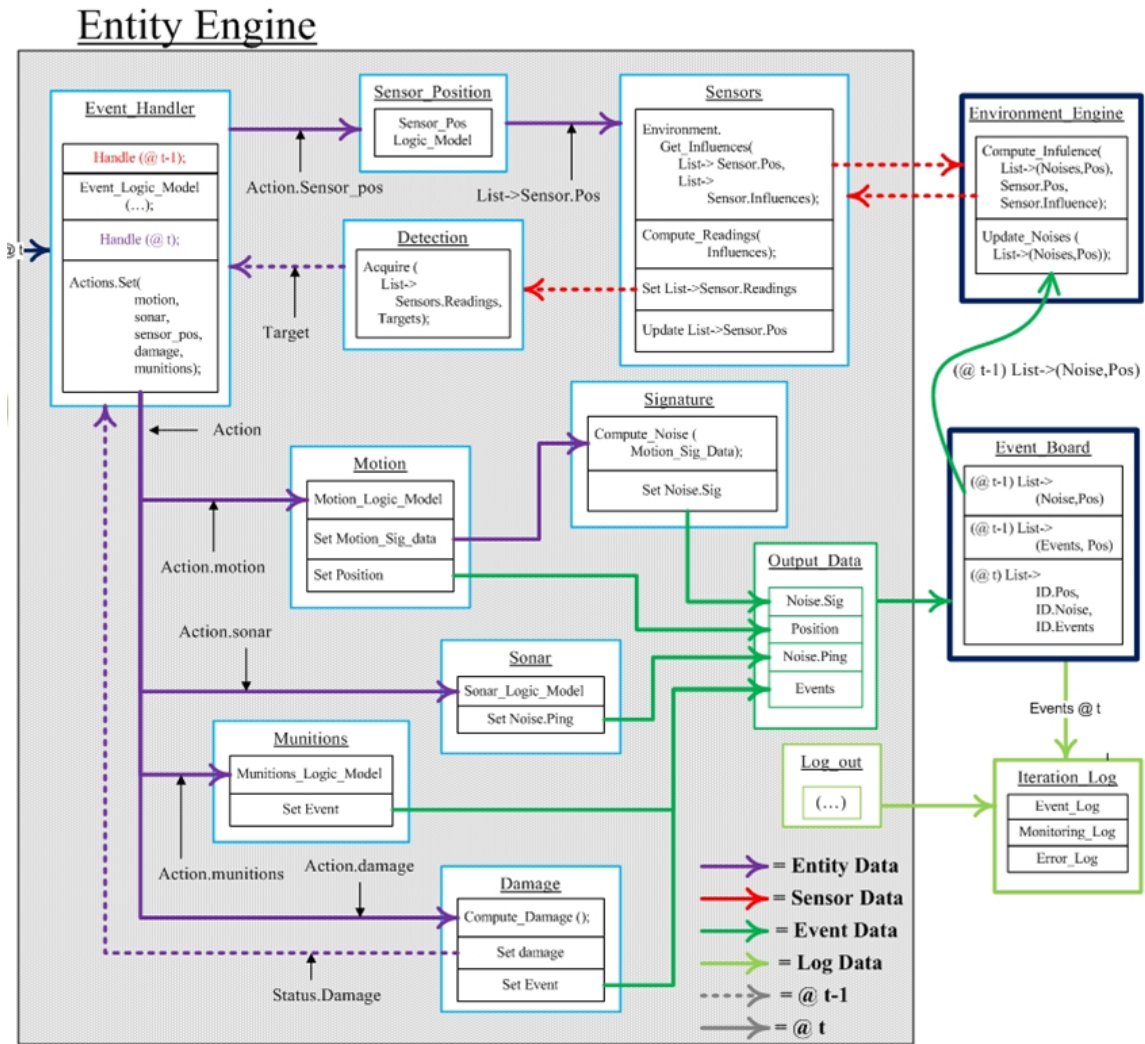 Entity Engine
Event_Handler
Handle (@ t-1);
Event_Logic_Model
(…);
Handle (@ t);
Actions.Set(
motion,
sonar,
sensor_pos,
damage,
munitions);
@ t
Sensor_Position
Sensor_Pos
Logic_Model
Action.Sensor_pos
List->Sensor.Pos
Sensors
Environment.
Get_Influences(
List-> Sensor.Pos,
List->
Sensor.Influences);
Compute_Readings(
Influences);
Set List->Sensor.Readings
Update List->Sensor.Pos
Environment_Engine
Compute_Infulence(
List->(Noises,Pos),
Sensor.Pos,
Sensor.Influence);
Update_Noises (
List->(Noises,Pos));
Detection
Acquire (
List->
Sensors.Readings,
Targets);
Target
(@ t-1) List->(Noise,Pos)
Action
Signature
Compute_Noise (
Motion_Sig_Data);
Set Noise.Sig
Motion
Motion_Logic_Model
Set Motion_Sig_data
Set Position
Action.motion
Event_Board
(@ t-1) List->
(Noise,Pos)
(@ t-1) List->
(Events, Pos)
(@ t) List->
ID.Pos,
ID.Noise,
ID.Events
Output_Data
Noise.Sig
Position
Noise.Ping
Events
Action.sonar
Sonar
Sonar_Logic_Model
Set Noise.Ping
Events @ t
Munitions
Munitions_Logic_Model
Set Event
Action.munitions
Log_out
(…)
Iteration_Log
Event_Log
Monitoring_Log
Error_Log
Action.damage
Damage
Compute_Damage ();
Set damage
Set Event
Status.Damage
= Entity Data
= Sensor Data
= Event Data
= Log Data
= @ t-1
= @ t